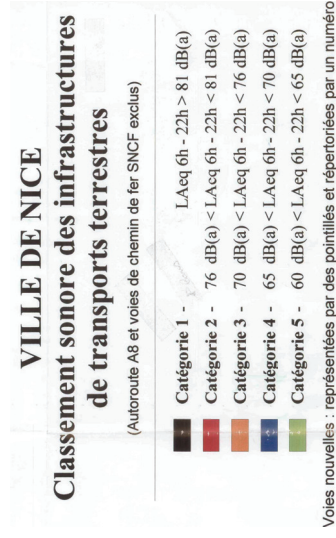 VILLE DE NICE
Classement sonore des infrastructures
de transports terrestres
(Autoroute A8 et voies de chemin de fer SNCF exclus)
Catégorie 1 - LAeq 6h - 22h > 81 dB(a)
Catégorie 2 - 76 dB(a) < LAeq 6h - 22h < 81 dB(a)
Catégorie 3 - 70 dB(a) < LAeq 6h - 22h < 76 dB(a)
Catégorie 4 - 65 dB(a) < LAeq 6h - 22h < 70 dB(a)
Catégorie 5 - 60 dB(a) < LAeq 6h - 22h < 65 dB(a)
Voies nouvelles : représentées par des pointillés et répertoriées par un numéro